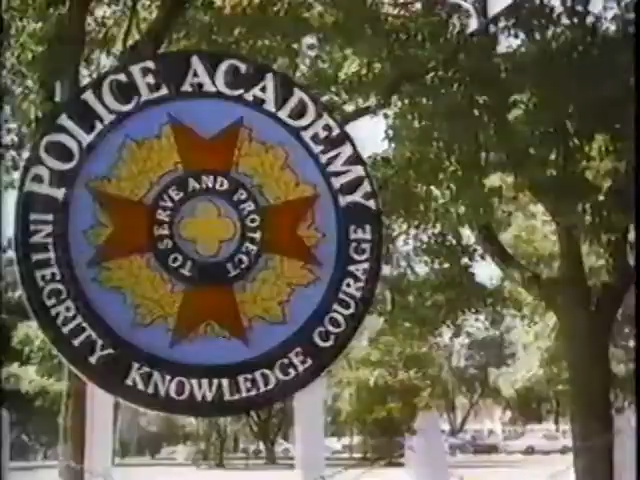 POLICE ACADEMY
TO SERVE AND PROTECT
INTEGRITY KNOWLEDGE COURAGE